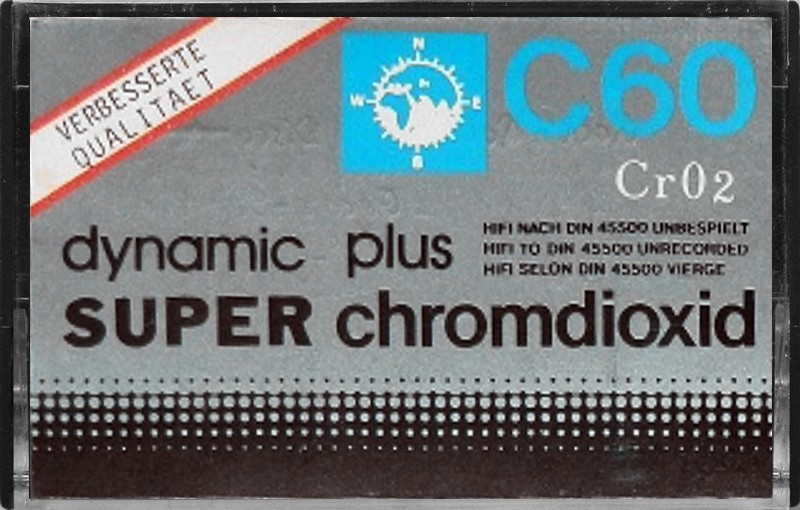 VERBESSERTE
QUALITAET
N
W E
S
C60
CrO2
dynamic plus
HIFI NACH DIN 45500 UNBESPIELT
HIFI TO DIN 45500 UNRECORDED
HIFI SELON DIN 45500 VIERGE
SUPER chromdioxid